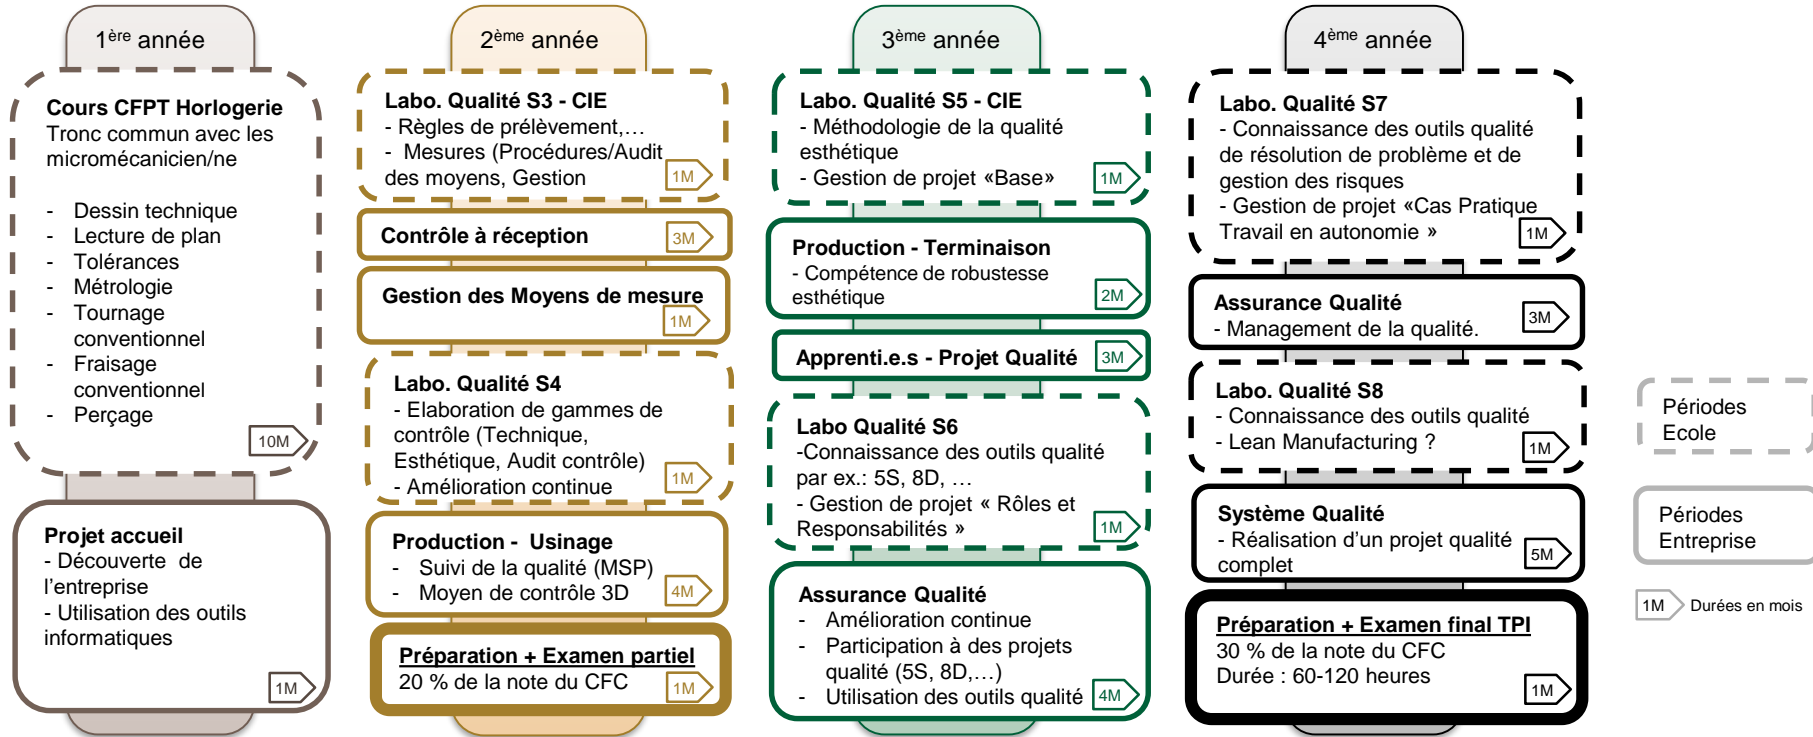 1ère année
Cours CFPT Horlogerie
Tronc commun avec les
micromécanicien/ne
- Dessin technique
- Lecture de plan
- Tolérances
- Métrologie
- Tournage
conventionnel
- Fraisage
conventionnel
- Perçage
10M
Projet accueil
- Découverte de
l'entreprise
- Utilisation des outils
informatiques
1M
2ème année
Labo. Qualité S3 - CIE
- Règles de prélèvement,…
- Mesures (Procédures/Audit
des moyens, Gestion
1M
Contrôle à réception
3M
Gestion des Moyens de mesure
1M
Labo. Qualité S4
- Elaboration de gammes de
contrôle (Technique,
Esthétique, Audit contrôle)
- Amélioration continue
1M
Production - Usinage
- Suivi de la qualité (MSP)
- Moyen de contrôle 3D
4M
Préparation + Examen partiel
20 % de la note du CFC
1M
3ème année
Labo. Qualité S5 - CIE
- Méthodologie de la qualité
esthétique
- Gestion de projet «Base»
1M
Production - Terminaison
- Compétence de robustesse
esthétique
2M
Apprenti.e.s - Projet Qualité
3M
Labo Qualité S6
-Connaissance des outils qualité
par ex.: 5S, 8D, …
- Gestion de projet « Rôles et
Responsabilités »
1M
Assurance Qualité
- Amélioration continue
- Participation à des projets
qualité (5S, 8D,…)
- Utilisation des outils qualité
4M
4ème année
Labo. Qualité S7
- Connaissance des outils qualité
de résolution de problème et de
gestion des risques
- Gestion de projet «Cas Pratique
Travail en autonomie »
1M
Assurance Qualité
- Management de la qualité.
3M
Labo. Qualité S8
- Connaissance des outils qualité
- Lean Manufacturing ?
1M
Système Qualité
- Réalisation d'un projet qualité
complet
5M
Préparation + Examen final TPI
30 % de la note du CFC
Durée : 60-120 heures
1M
Périodes
Ecole
Périodes
Entreprise
1M Durées en mois